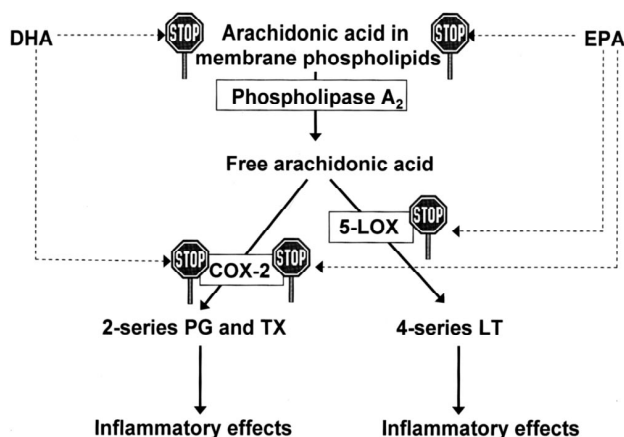 DHA
STOP
Arachidonic acid in
membrane phospholipids
STOP
EPA
Phospholipase A₂
Free arachidonic acid
5-LOX
STOP
STOP
COX-2
STOP
2-series PG and TX
4-series LT
Inflammatory effects
Inflammatory effects